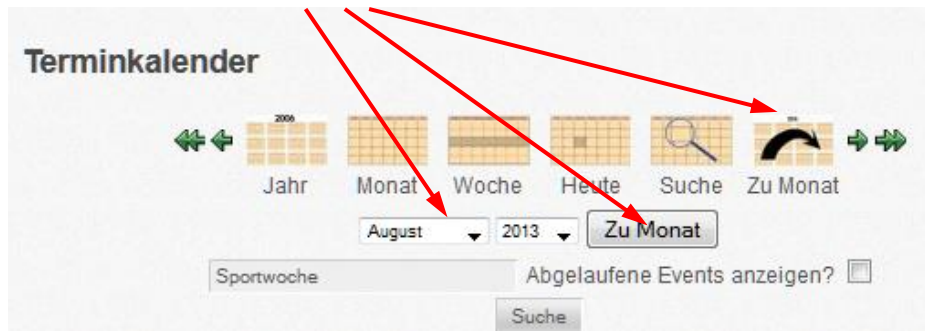 Terminkalender
2006
Jahr Monat Woche Heute Suche Zu Monat
August 2013 Zu Monat
Sportwoche Abgelaufene Events anzeigen?
Suche